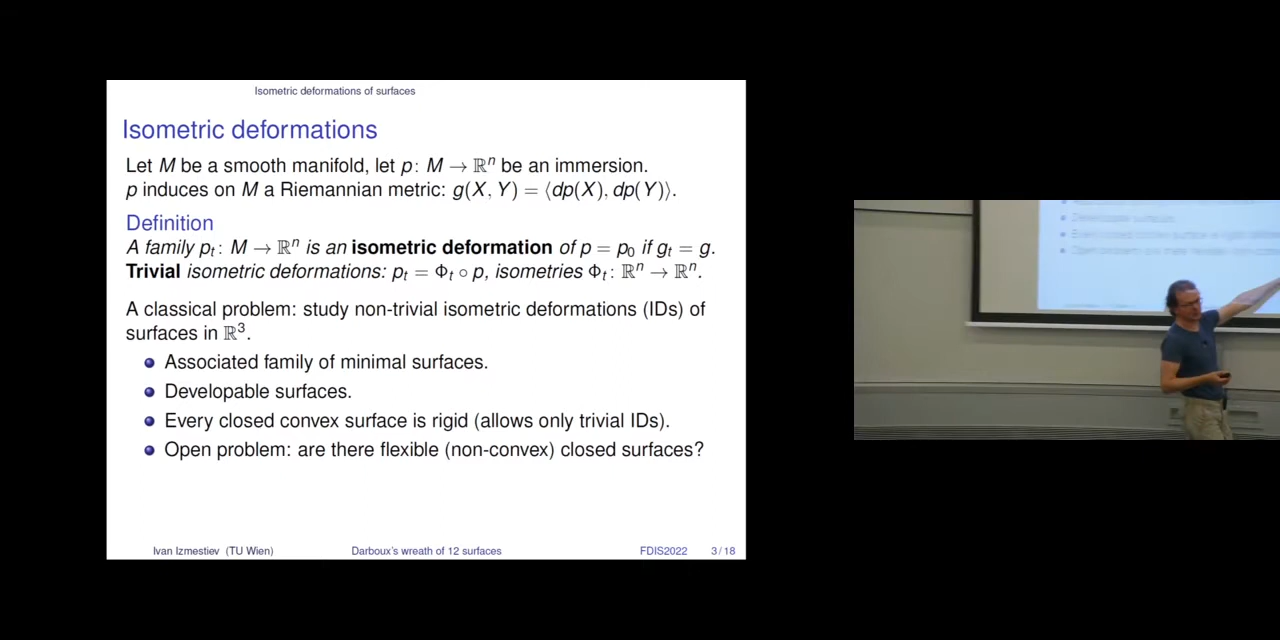 Isometric deformations of surfaces
Isometric deformations
Let M be a smooth manifold, let p: M → ℝⁿ be an immersion.
p induces on M a Riemannian metric: g(X, Y) = ⟨dp(X), dp(Y)⟩.
Definition
A family pₜ: M → ℝⁿ is an isometric deformation of p = p₀ if gₜ = g.
Trivial isometric deformations: pₜ = Φₜ ∘ p, isometries Φₜ: ℝⁿ → ℝⁿ.
A classical problem: study non-trivial isometric deformations (IDs) of
surfaces in ℝ³.
Associated family of minimal surfaces.
Developable surfaces.
Every closed convex surface is rigid (allows only trivial IDs).
Open problem: are there flexible (non-convex) closed surfaces?
Ivan Izmestiev (TU Wien) Darboux's wreath of 12 surfaces FDIS2022 3 / 18
Developable surfaces.